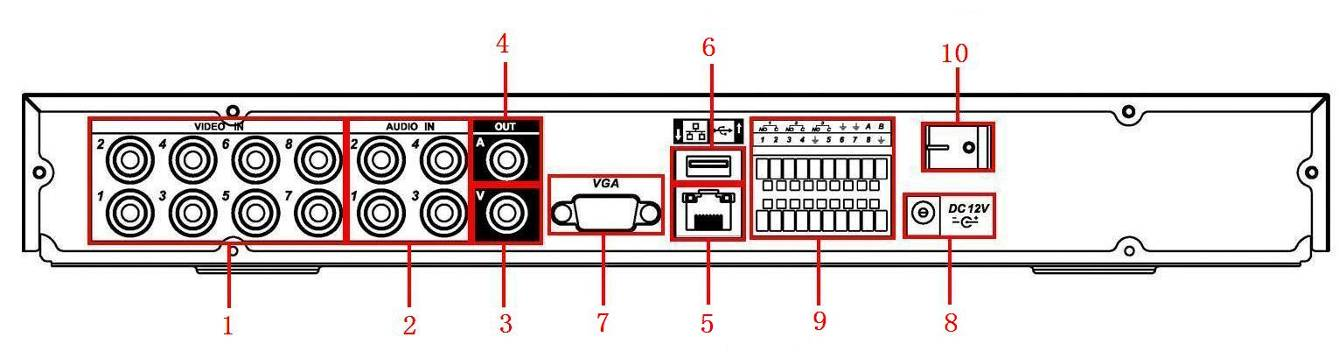 4 6 10
VIDEO IN AUDIO IN OUT
2 4 6 8 2 4 A
1 3 5 7 1 3 V
VGA
1 2 3
NO C NO C NO C ⏚ ⏚ A B
1 2 3 4 ⏚ 5 6 7 8 ⏚
DC 12V
- +
1 2 3 7 5 9 8